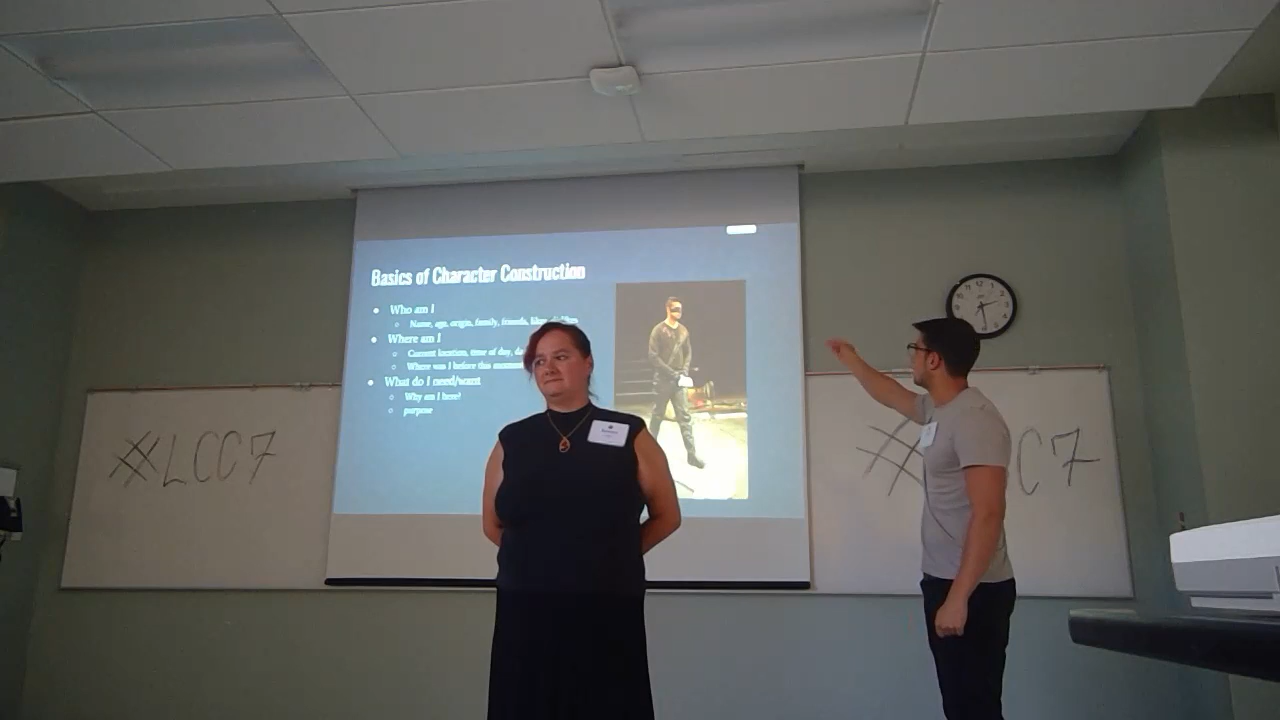 Basics of Character Construction
• Who am I
○ Name, age, origin, family, friends,
• Where am I
○ Current location, time of day,
○ Where was I before this moment
• What do I need/want
○ Why am I here?
○ purpose
#LCC7
# C7